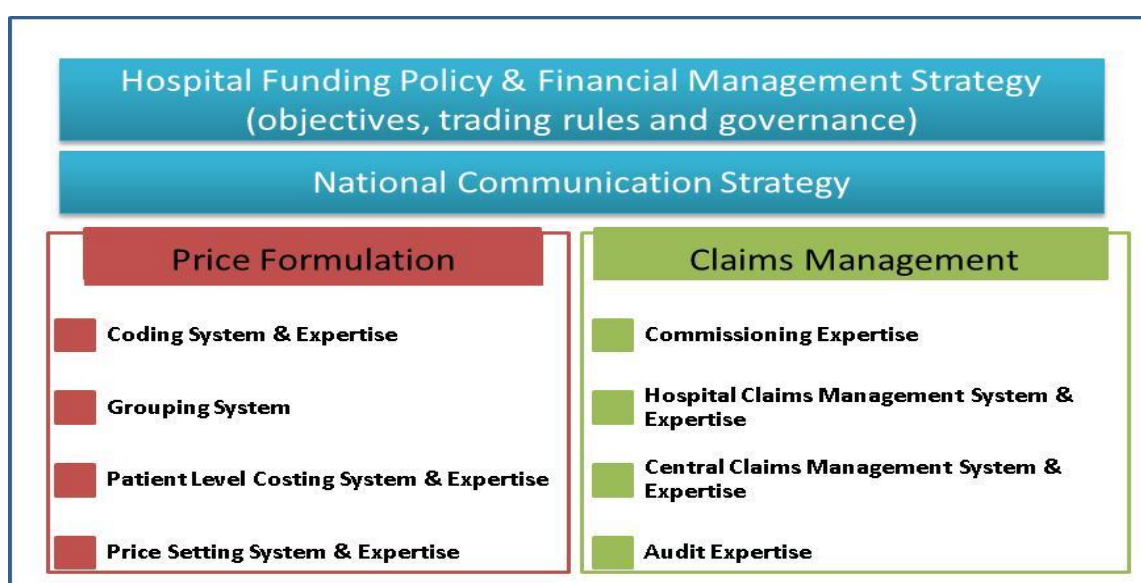 Hospital Funding Policy & Financial Management Strategy
(objectives, trading rules and governance)
National Communication Strategy
Price Formulation
Coding System & Expertise
Grouping System
Patient Level Costing System & Expertise
Price Setting System & Expertise
Claims Management
Commissioning Expertise
Hospital Claims Management System &
Expertise
Central Claims Management System &
Expertise
Audit Expertise